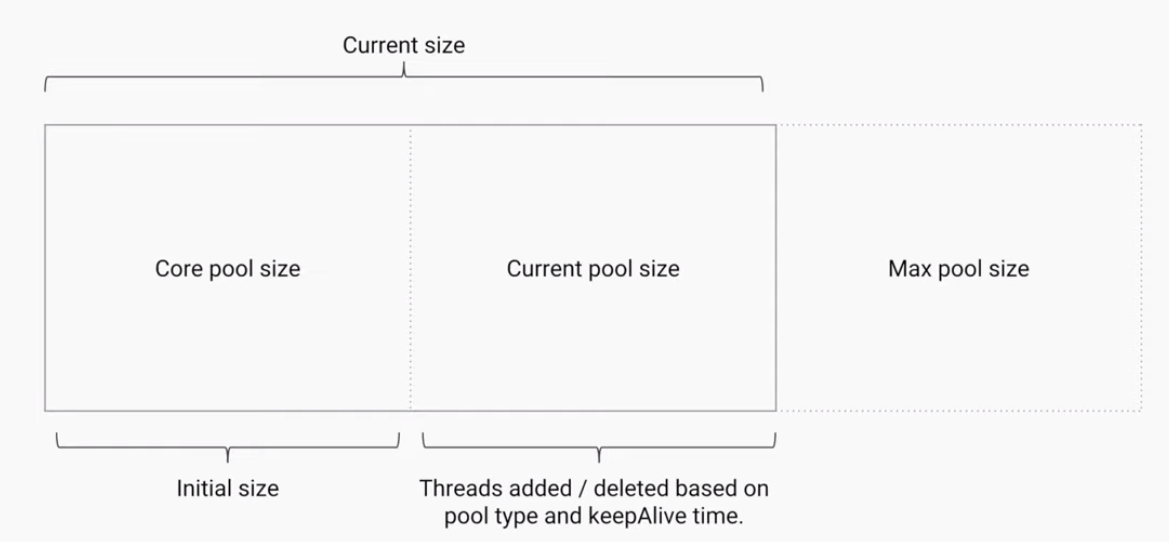 Current size
Core pool size
Current pool size
Max pool size
Initial size
Threads added / deleted based on
pool type and keepAlive time.